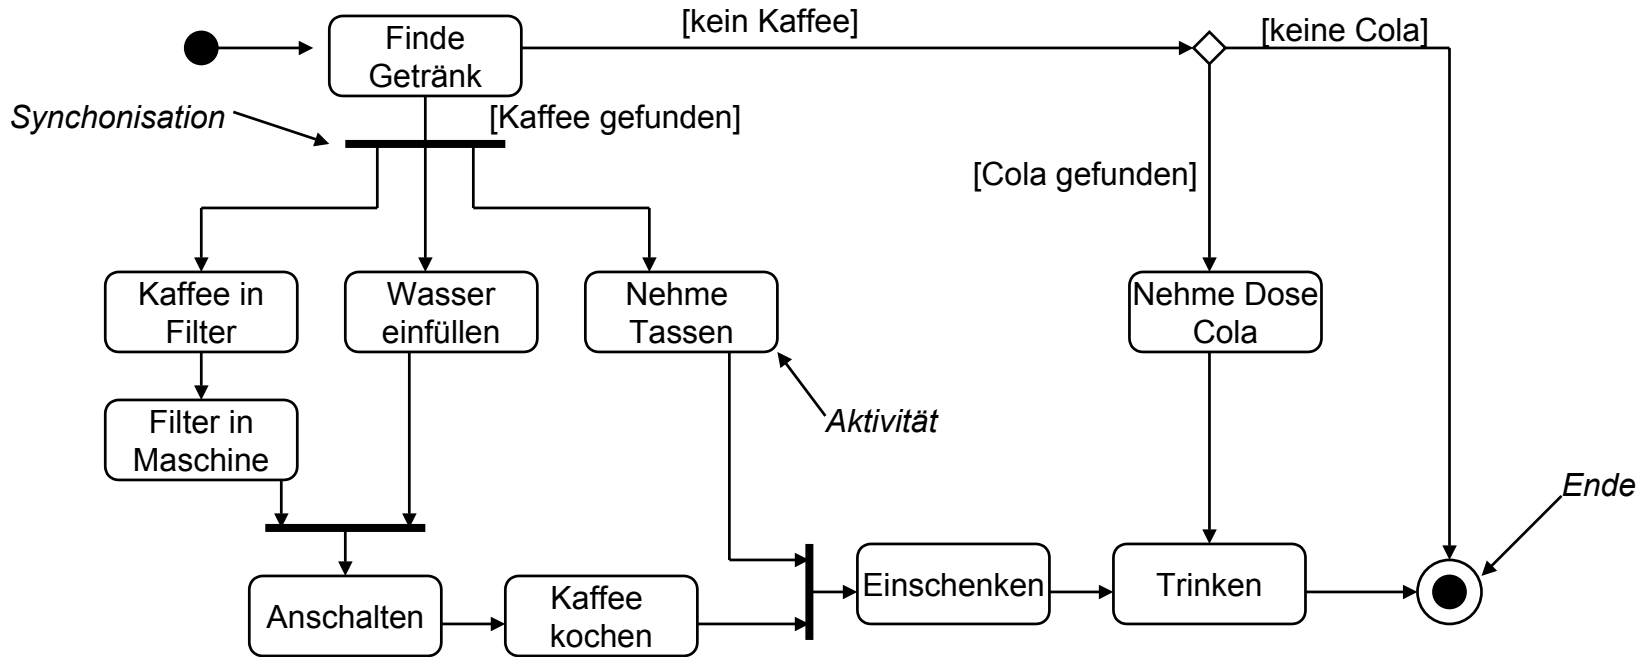 [kein Kaffee]
[keine Cola]
Finde
Getränk
Synchonisation
[Kaffee gefunden]
[Cola gefunden]
Kaffee in
Filter
Wasser
einfüllen
Nehme
Tassen
Nehme Dose
Cola
Filter in
Maschine
Aktivität
Ende
Anschalten
Kaffee
kochen
Einschenken
Trinken